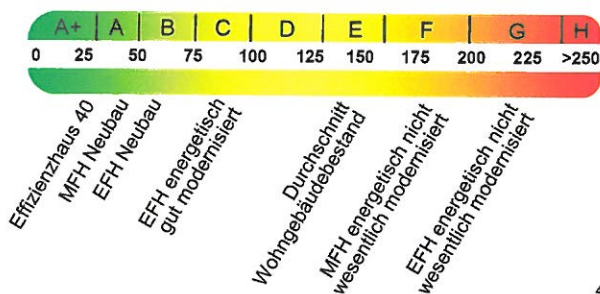 A+ A B C D E F G H
0 25 50 75 100 125 150 175 200 225 >250
Effizienzhaus 40
MFH Neubau
EFH Neubau
EFH energetisch
gut modernisiert
Durchschnitt
Wohngebäudebestand
MFH energetisch nicht
wesentlich modernisiert
EFH energetisch nicht
wesentlich modernisiert